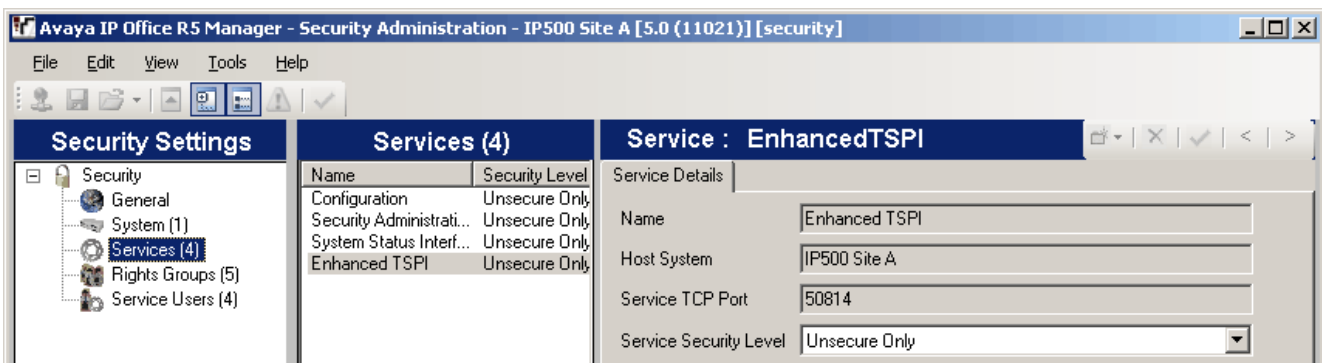 Avaya IP Office R5 Manager - Security Administration - IP500 Site A [5.0 (11021)] [security]
File Edit View Tools Help
Security Settings
Security
General
System (1)
Services (4)
Rights Groups (5)
Service Users (4)
Services (4)
Name Security Level
Configuration Unsecure Only
Security Administrati... Unsecure Only
System Status Interf... Unsecure Only
Enhanced TSPI Unsecure Only
Service : EnhancedTSPI
Service Details
Name Enhanced TSPI
Host System IP500 Site A
Service TCP Port 50814
Service Security Level Unsecure Only